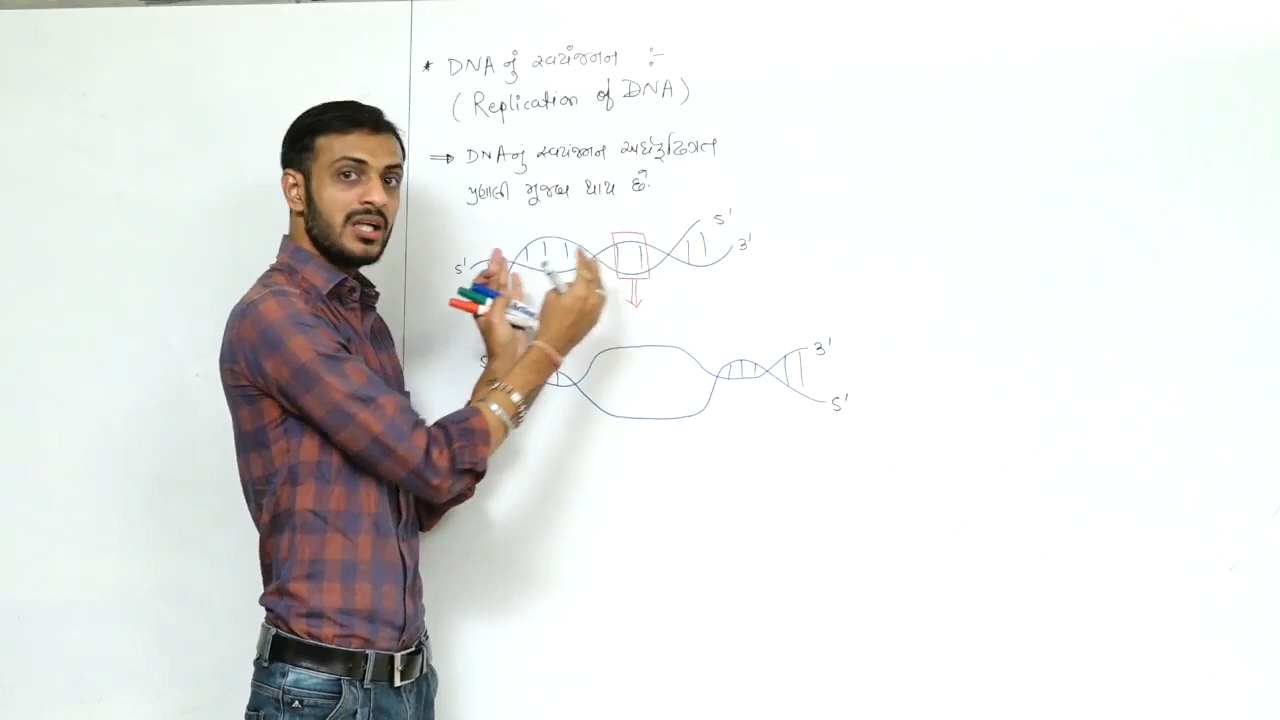 * DNA નું સ્વયંજનન :-
(Replication of DNA)
⇒ DNA નું સ્વયંજનન અર્ધરૂઢિગત
પ્રણાલી મુજબ થાય છે.
5'
3'
5'
3'
5'